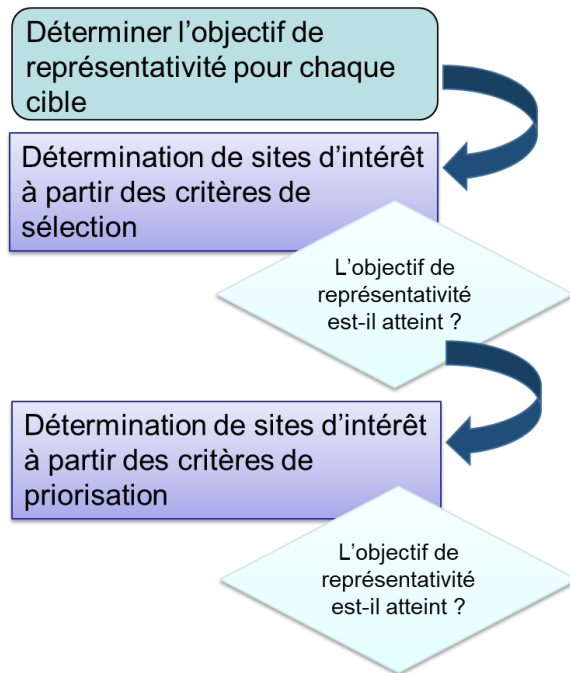 Déterminer l’objectif de
représentativité pour chaque
cible
Détermination de sites d’intérêt
à partir des critères de
sélection
L’objectif de
représentativité
est-il atteint ?
Détermination de sites d’intérêt
à partir des critères de
priorisation
L’objectif de
représentativité
est-il atteint ?